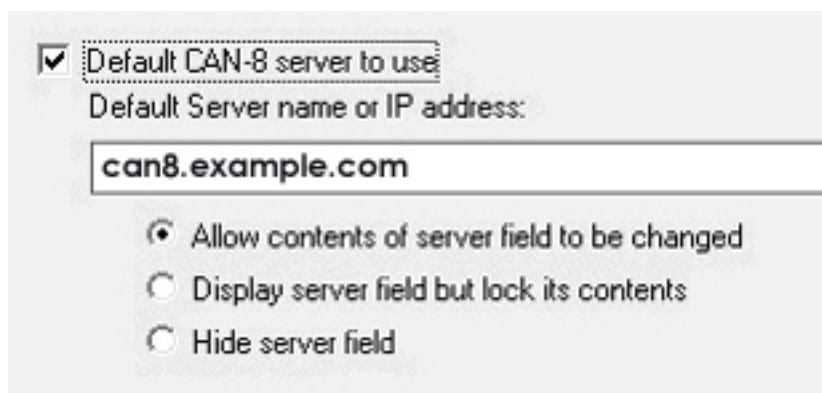 Default CAN-8 server to use
Default Server name or IP address:
can8.example.com
Allow contents of server field to be changed
Display server field but lock its contents
Hide server field